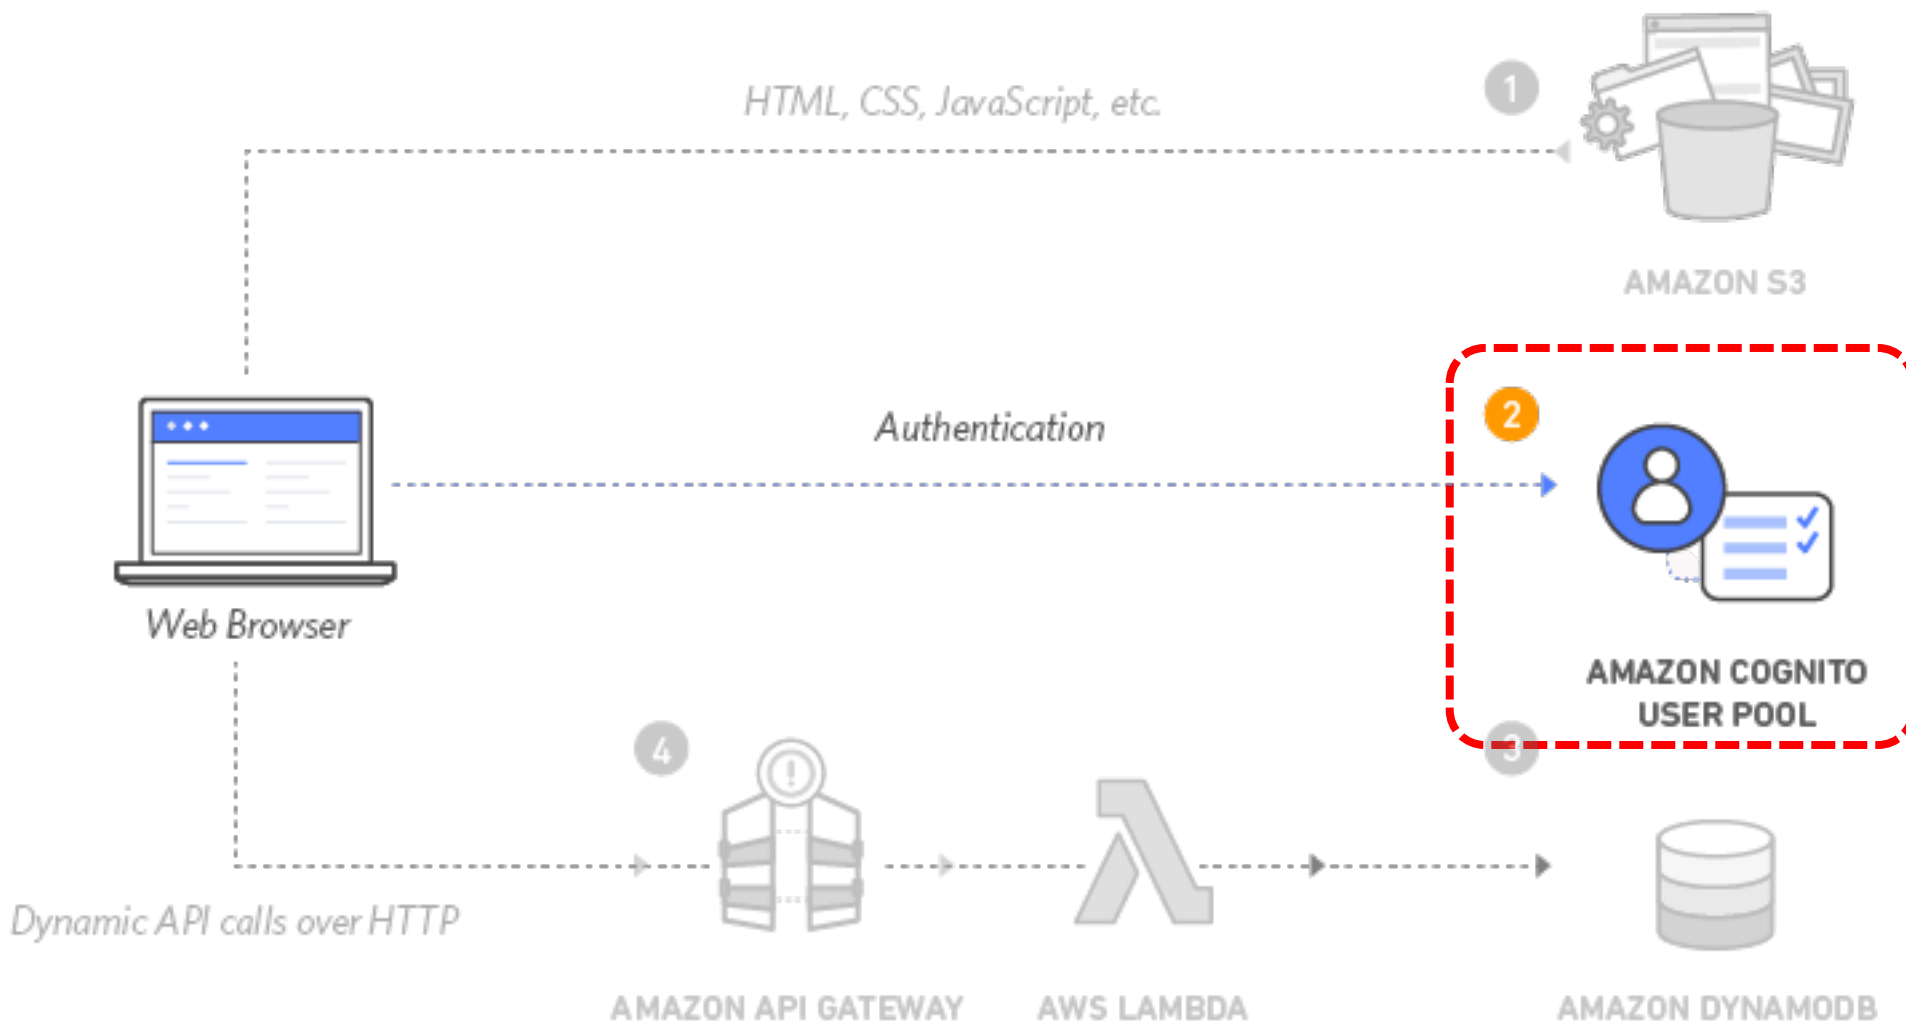 1
HTML, CSS, JavaScript, etc.
AMAZON S3
2
Authentication
Web Browser
AMAZON COGNITO
USER POOL
4
3
Dynamic API calls over HTTP
AMAZON API GATEWAY
AWS LAMBDA
AMAZON DYNAMODB